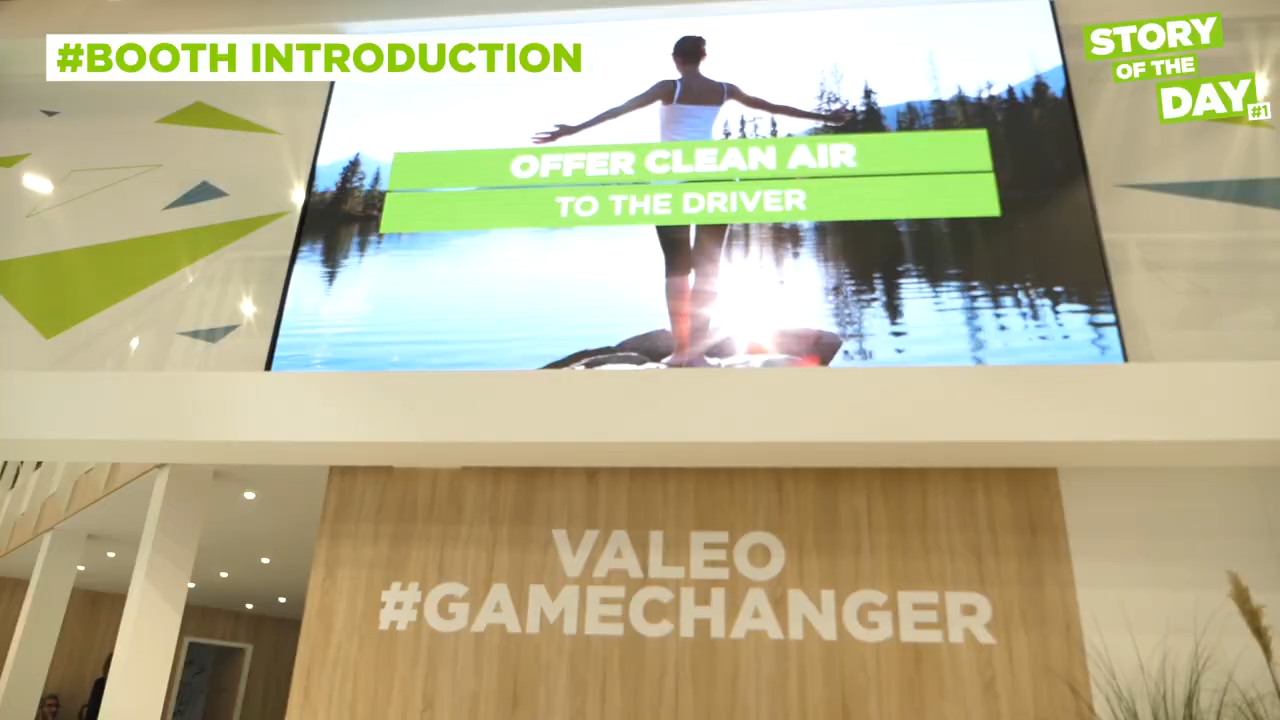 #BOOTH INTRODUCTION
STORY
OF THE
DAY
#1
OFFER CLEAN AIR
TO THE DRIVER
VALEO
#GAMECHANGER